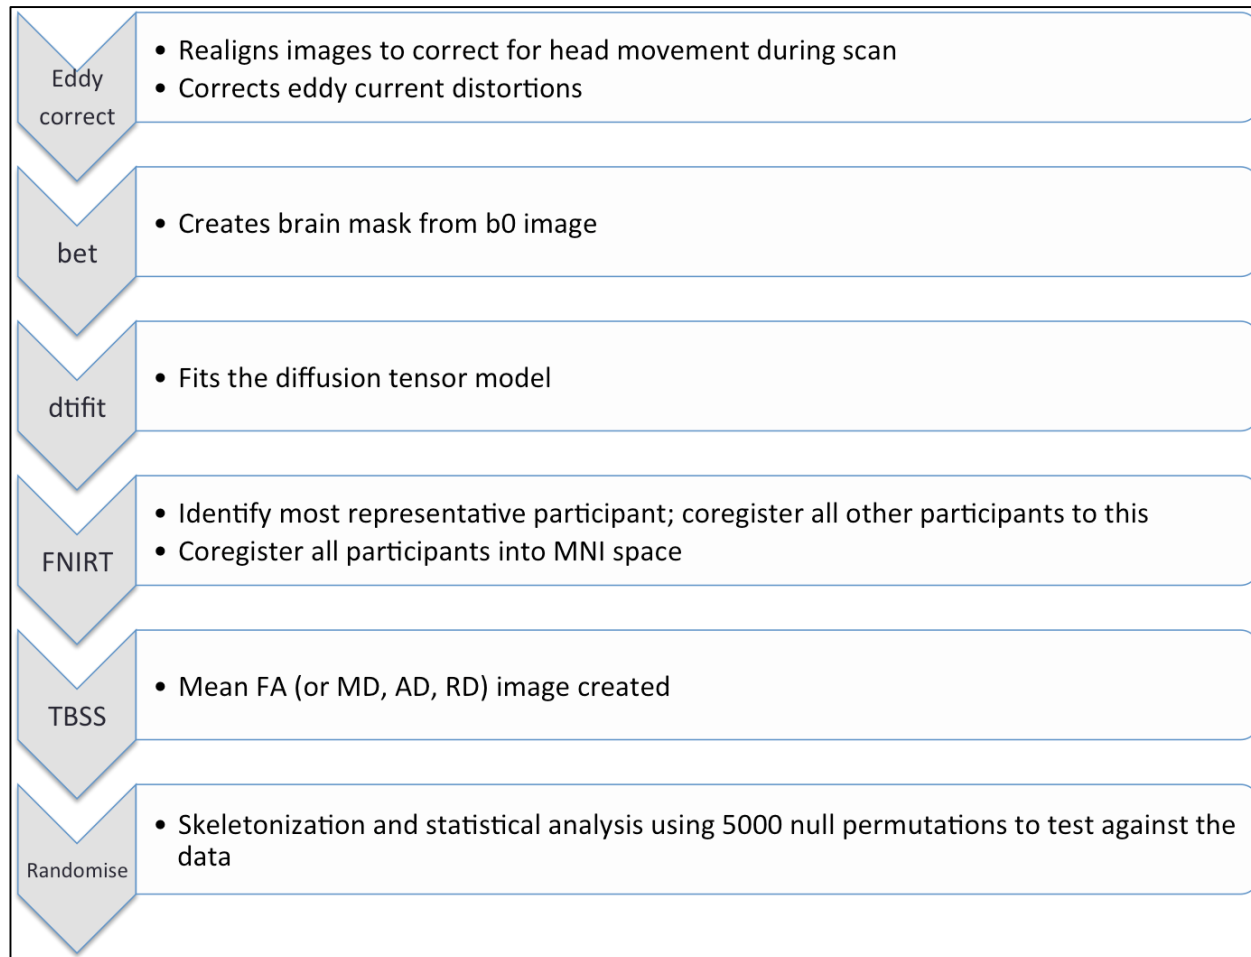 Eddy
correct
• Realigns images to correct for head movement during scan
• Corrects eddy current distortions
bet
• Creates brain mask from b0 image
dtifit
• Fits the diffusion tensor model
FNIRT
• Identify most representative participant; coregister all other participants to this
• Coregister all participants into MNI space
TBSS
• Mean FA (or MD, AD, RD) image created
Randomise
• Skeletonization and statistical analysis using 5000 null permutations to test against the
data